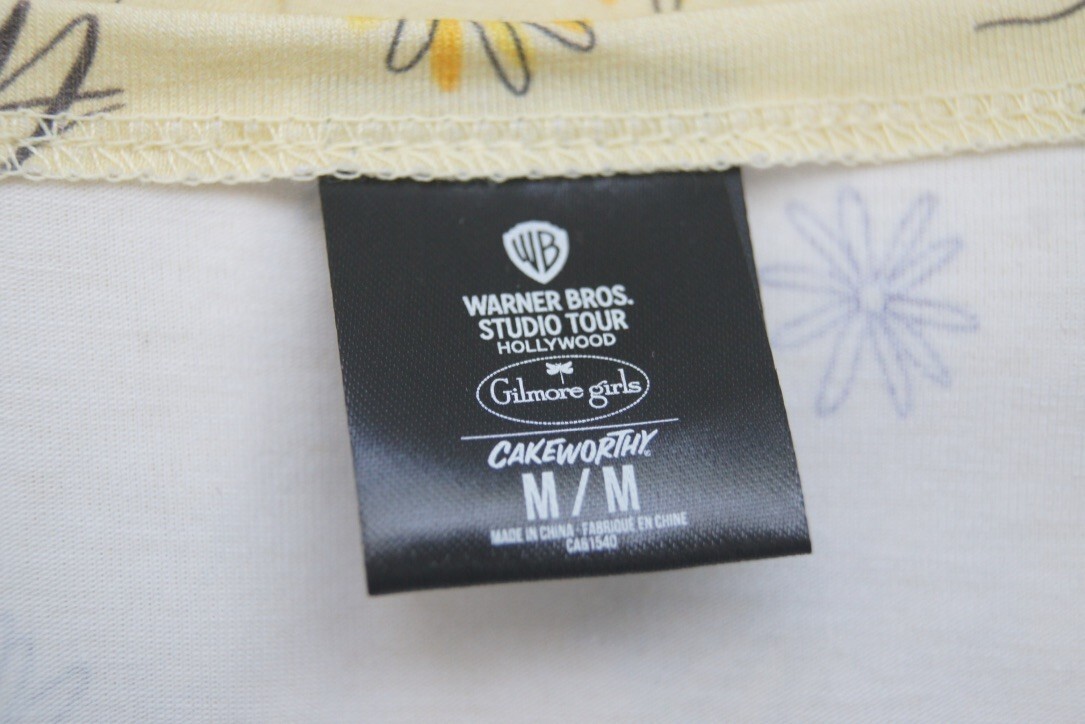 WB
WARNER BROS.
STUDIO TOUR
HOLLYWOOD
Gilmore girls
CAKEWORTHY
M / M
MADE IN CHINA · FABRIQUÉ EN CHINE
CA61540